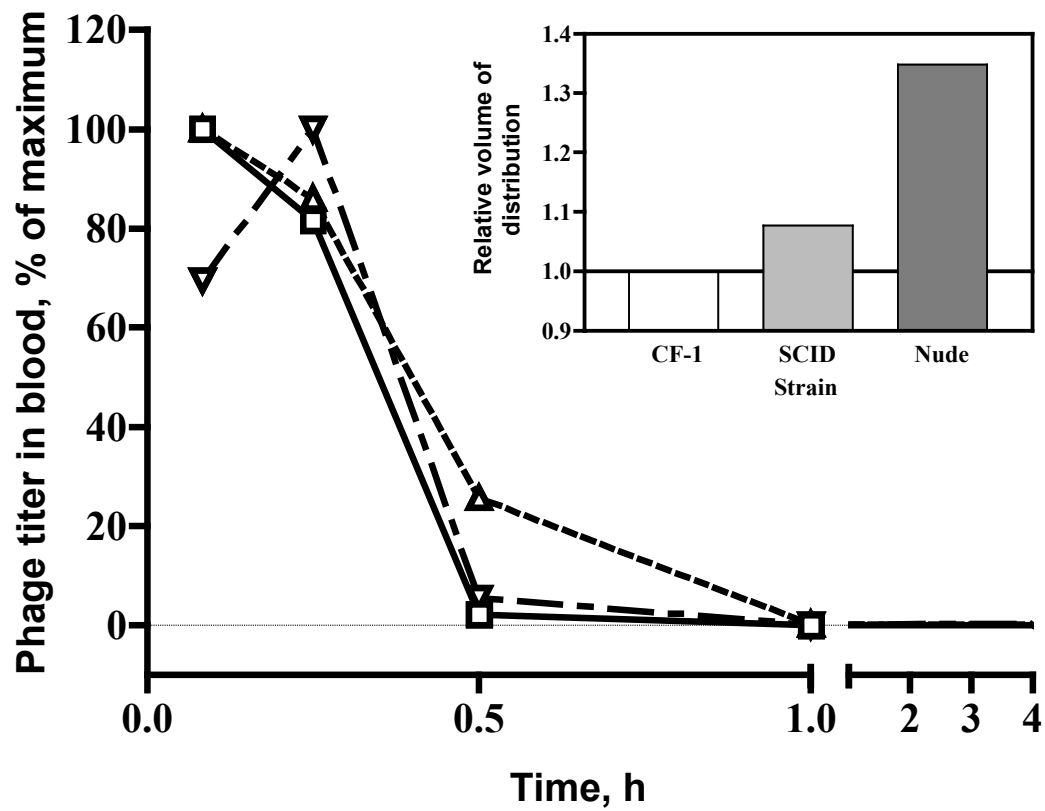 Phage titer in blood, % of maximum
120
100
80
60
40
20
0
0.0
0.5
1.0
2
3
4
Time, h
Relative volume of
distribution
1.4
1.3
1.2
1.1
1.0
0.9
CF-1
SCID
Nude
Strain